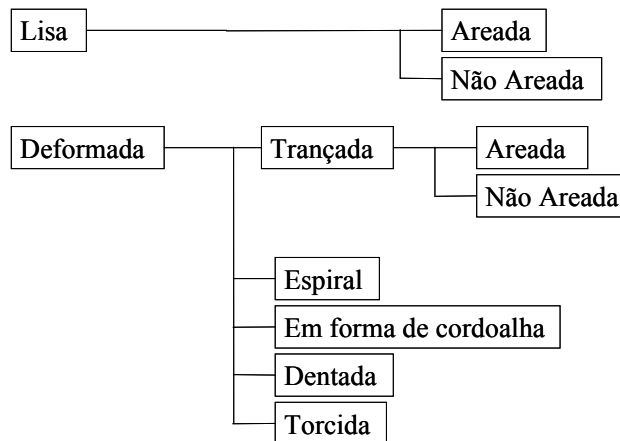 Lisa
Areada
Não Areada
Deformada
Trançada
Areada
Não Areada
Espiral
Em forma de cordoalha
Dentada
Torcida